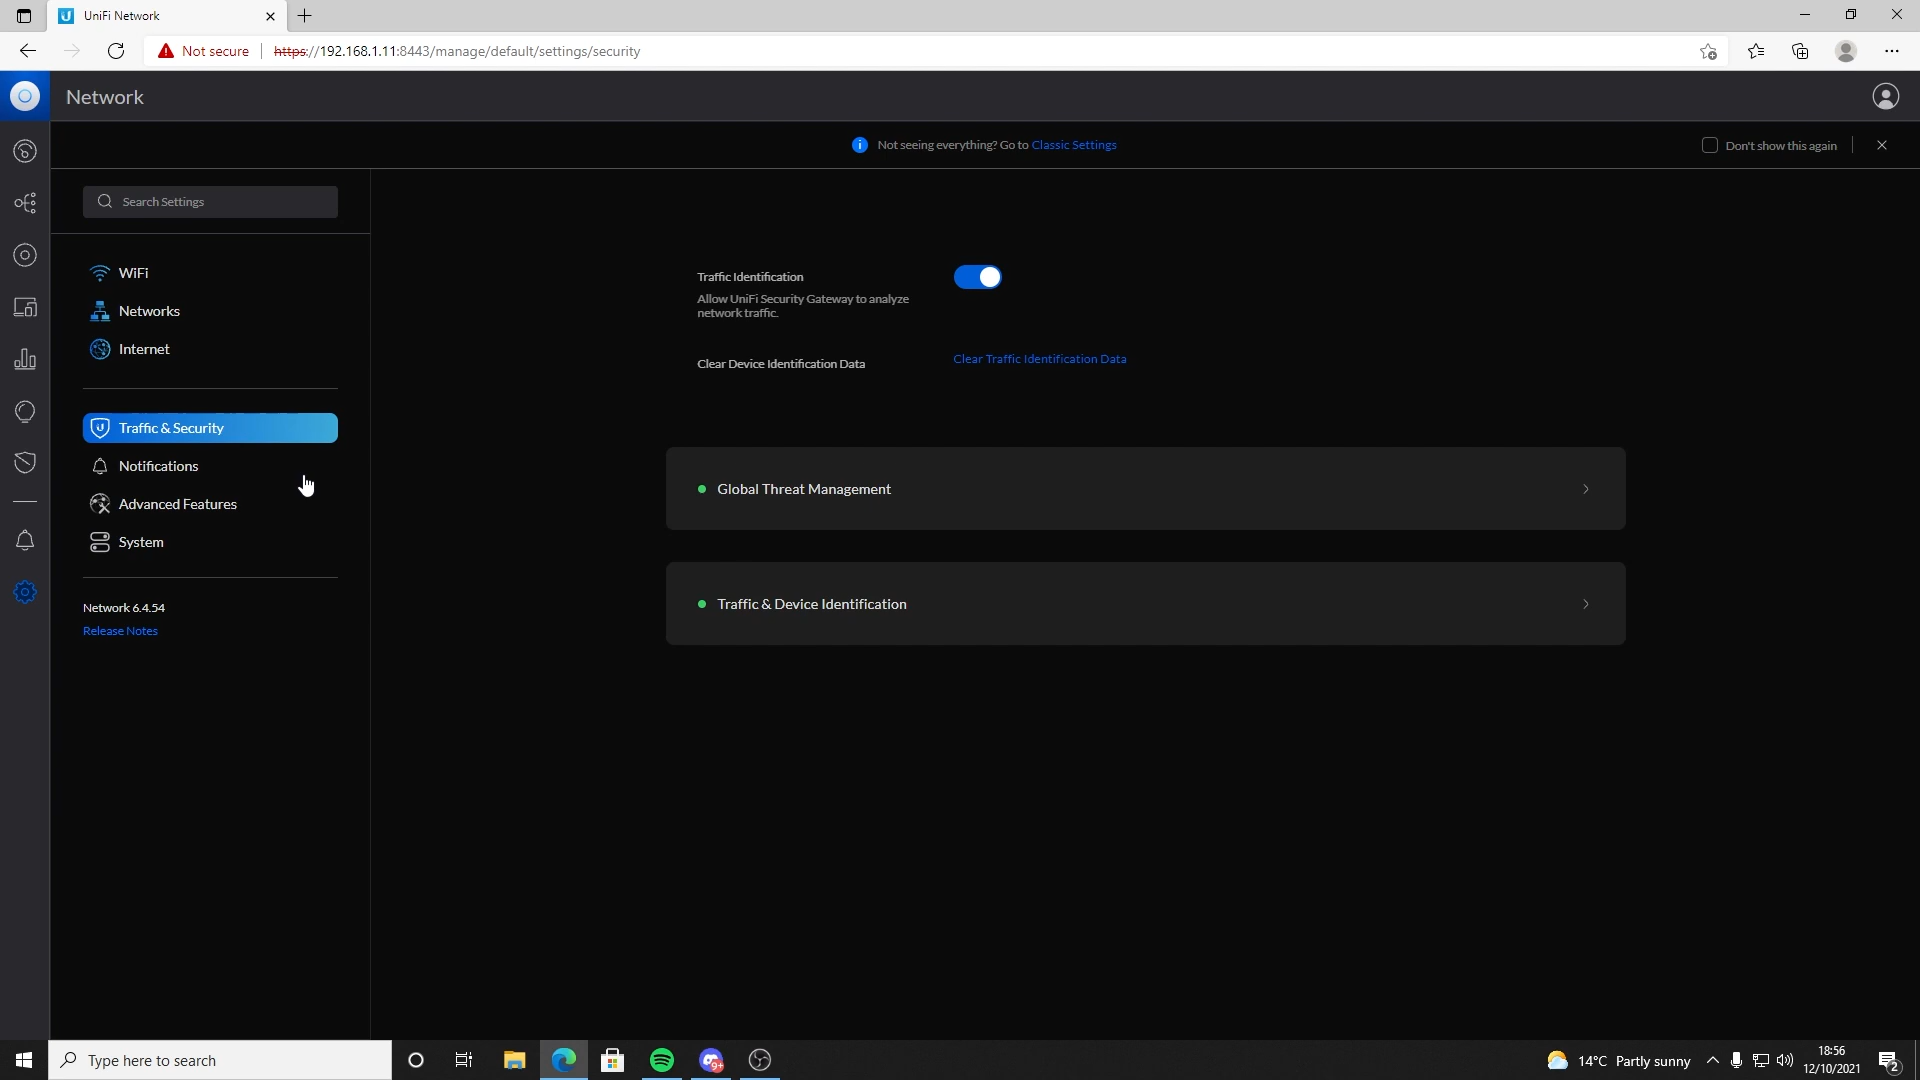 UniFi Network
Not secure
https://192.168.1.11:8443/manage/default/settings/security
Network
Not seeing everything? Go to Classic Settings
Don't show this again
Search Settings
WiFi
Networks
Internet
Traffic & Security
Notifications
Advanced Features
System
Network 6.4.54
Release Notes
Traffic Identification
Allow UniFi Security Gateway to analyze
network traffic.
Clear Device Identification Data
Clear Traffic Identification Data
Global Threat Management
Traffic & Device Identification
Type here to search
9+
14°C Partly sunny
18:56
12/10/2021
2